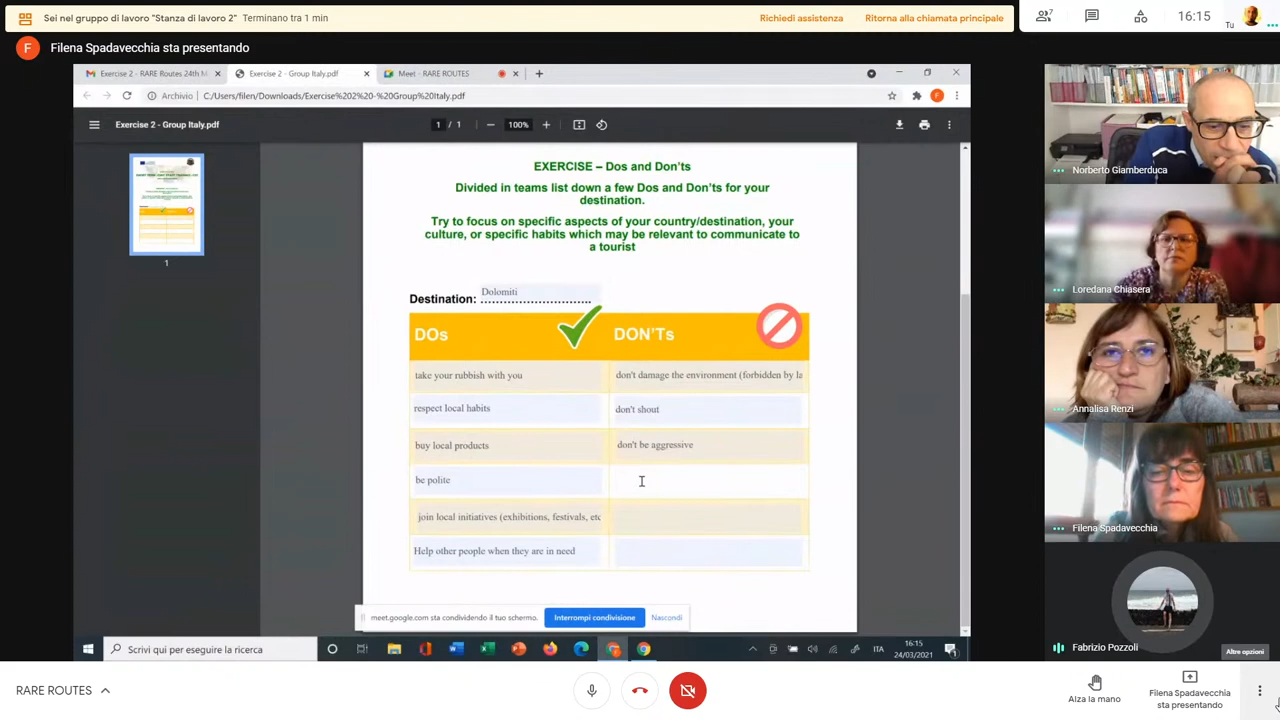 Sei nel gruppo di lavoro "Stanza di lavoro 2" Terminano tra 1 min
Richiedi assistenza
Ritorna alla chiamata principale
7
16:15
Tu
F
Filena Spadavecchia sta presentando
Exercise 2 - RARE Routes 24th M
Exercise 2 - Group Italy.pdf
Meet - RARE ROUTES
Archivio
C:/Users/filen/Downloads/Exercise%202%20-%20Group%20Italy.pdf
F
Exercise 2 - Group Italy.pdf
1 / 1
100%
1
EXERCISE – Dos and Don'ts
Divided in teams list down a few Dos and Don'ts for your
destination.
Try to focus on specific aspects of your country/destination, your
culture, or specific habits which may be relevant to communicate to
a tourist
Destination: Dolomiti
DOs
DON'Ts
take your rubbish with you
don't damage the environment (forbidden by la
respect local habits
don't shout
buy local products
don't be aggressive
be polite
join local initiatives (exhibitions, festivals, etc
Help other people when they are in need
meet.google.com sta condividendo il tuo schermo.
Interrompi condivisione
Nascondi
Scrivi qui per eseguire la ricerca
ITA
16:15
24/03/2021
Norberto Giamberduca
Loredana Chiasera
Annalisa Renzi
Filena Spadavecchia
Fabrizio Pozzoli
Altre opzioni
RARE ROUTES
Alza la mano
Filena Spadavecchia
sta presentando